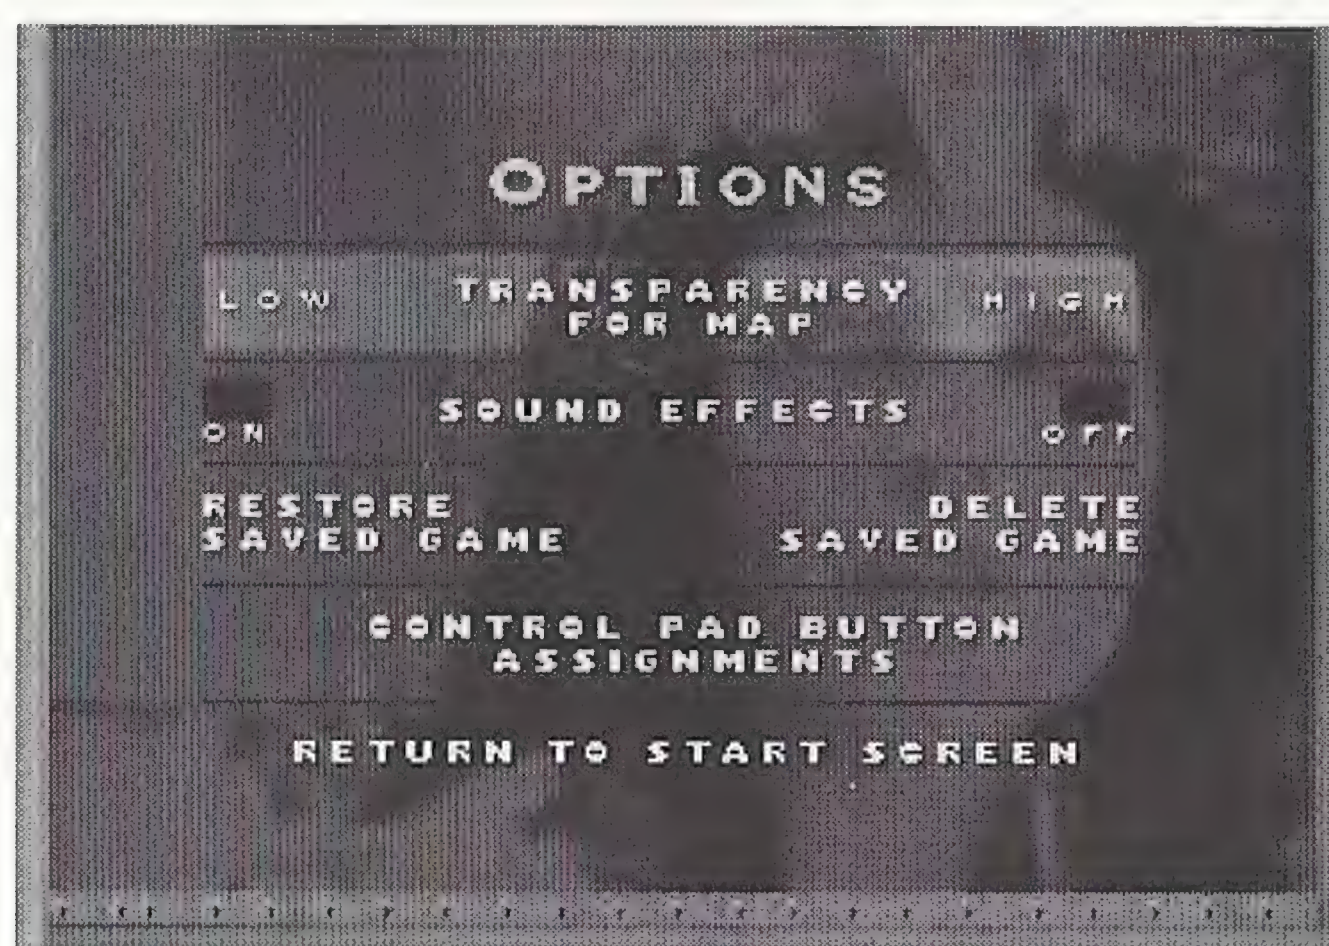 OPTIONS
LOW TRANSPARENCY HIGH
FOR MAP
SOUND EFFECTS
ON OFF
RESTORE DELETE
SAVED GAME SAVED GAME
CONTROL PAD BUTTON
ASSIGNMENTS
RETURN TO START SCREEN